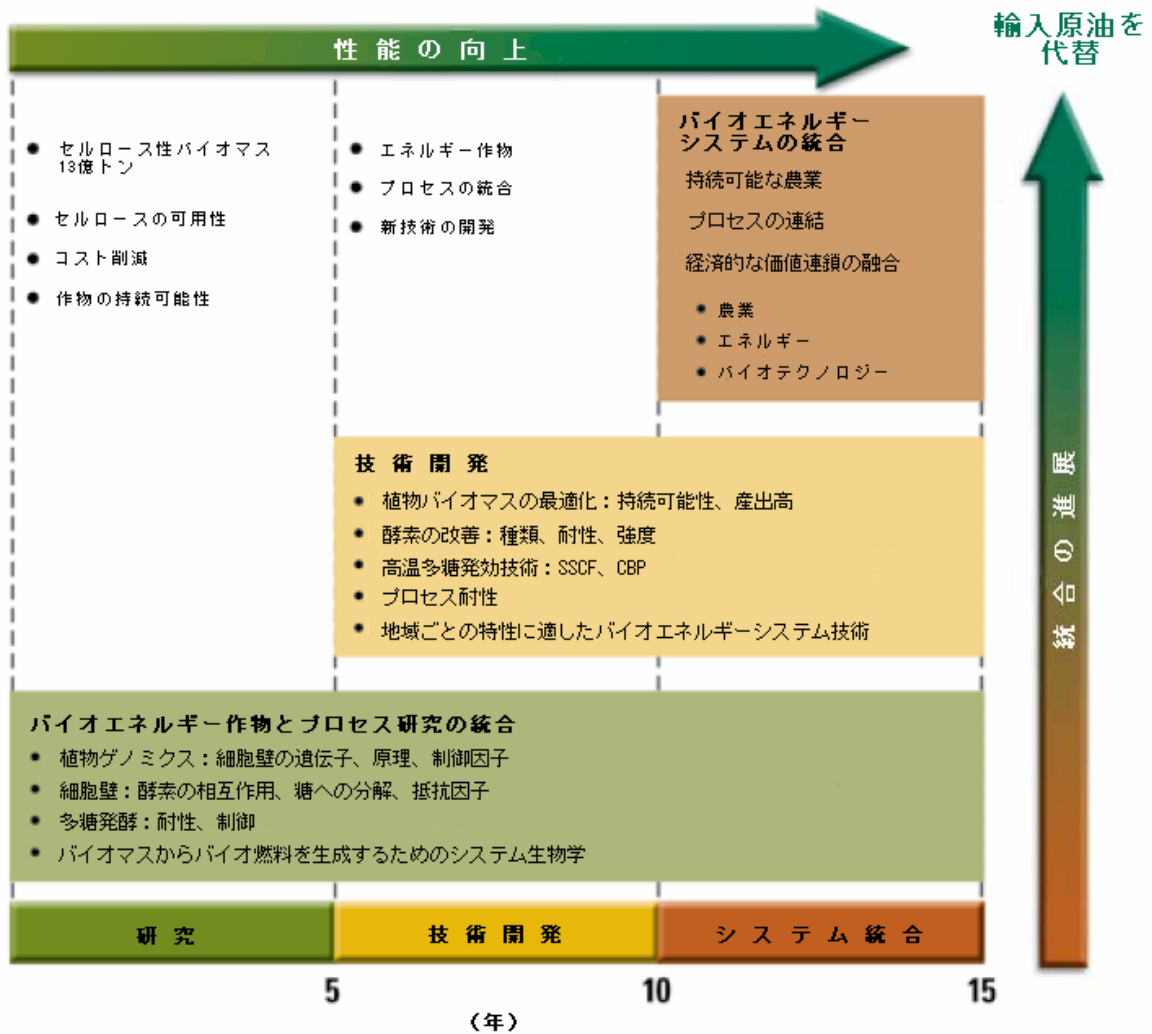 輸入原油を
代替
性能の向上
● セルロース性バイオマス
13億トン
● セルロースの可用性
● コスト削減
● 作物の持続可能性
● エネルギー作物
● プロセスの統合
● 新技術の開発
バイオエネルギー
システムの統合
持続可能な農業
プロセスの連結
経済的な価値連鎖の融合
● 農業
● エネルギー
● バイオテクノロジー
技術開発
● 植物バイオマスの最適化：持続可能性、産出高
● 酵素の改善：種類、耐性、強度
● 高温多糖発効技術：SSCF、CBP
● プロセス耐性
● 地域ごとの特性に適したバイオエネルギーシステム技術
統合の進展
バイオエネルギー作物とプロセス研究の統合
● 植物ゲノミクス：細胞壁の遺伝子、原理、制御因子
● 細胞壁：酵素の相互作用、糖への分解、抵抗因子
● 多糖発酵：耐性、制御
● バイオマスからバイオ燃料を生成するためのシステム生物学
研究
技術開発
システム統合
5
10
15
（年）